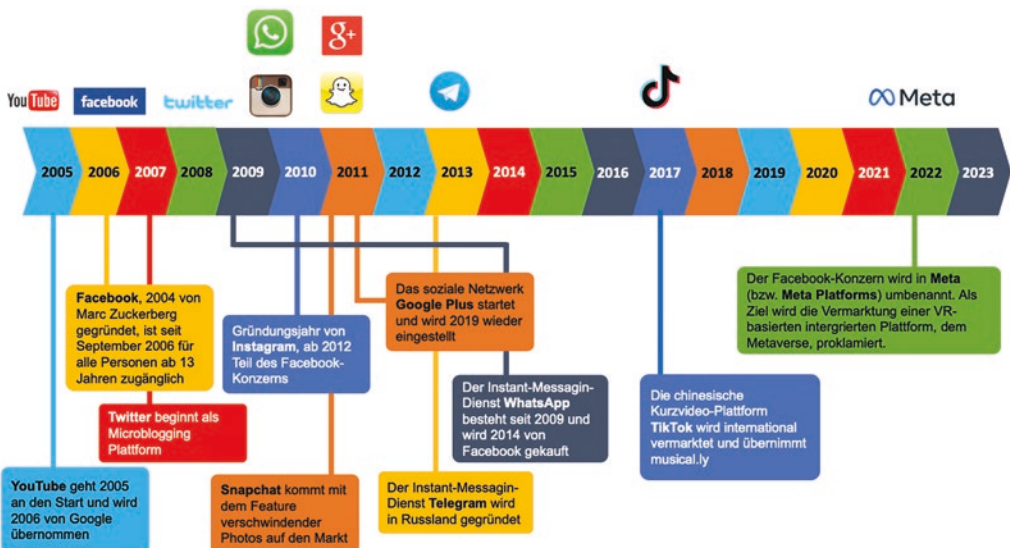 YouTube
facebook
twitter
g+
Meta
2005
2006
2007
2008
2009
2010
2011
2012
2013
2014
2015
2016
2017
2018
2019
2020
2021
2022
2023
Facebook, 2004 von
Marc Zuckerberg
gegründet, ist seit
September 2006 für
alle Personen ab 13
Jahren zugänglich
Gründungsjahr von
Instagram, ab 2012
Teil des Facebook-
Konzerns
Das soziale Netzwerk
Google Plus startet
und wird 2019 wieder
eingestellt
Der Facebook-Konzern wird in Meta
(bzw. Meta Platforms) umbenannt. Als
Ziel wird die Vermarktung einer VR-
basierten intergrierten Plattform, dem
Metaverse, proklamiert.
Twitter beginnt als
Microblogging
Plattform
Der Instant-Messagin-
Dienst WhatsApp
besteht seit 2009 und
wird 2014 von
Facebook gekauft
Die chinesische
Kurzvideo-Plattform
TikTok wird international
vermarktet und übernimmt
musical.ly
YouTube geht 2005
an den Start und wird
2006 von Google
übernommen
Snapchat kommt mit
dem Feature
verschwindender
Photos auf den Markt
Der Instant-Messagin-
Dienst Telegram wird
in Russland gegründet